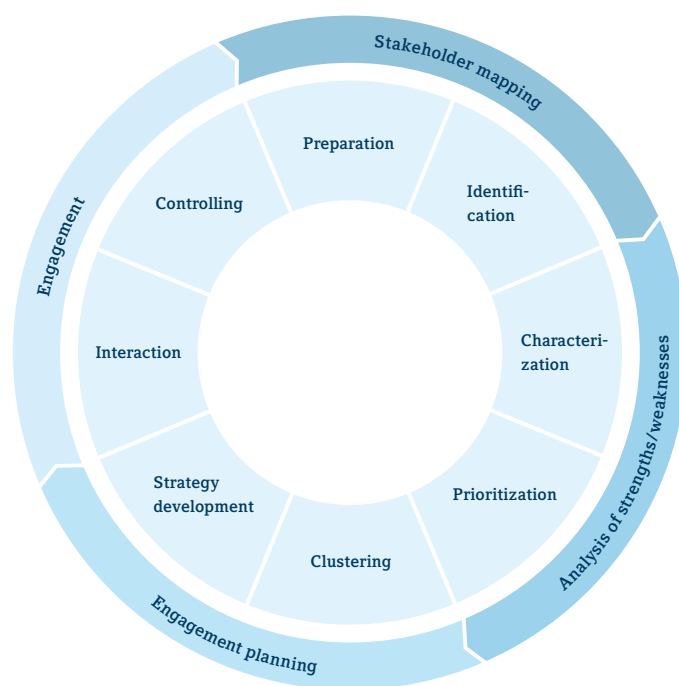 Stakeholder mapping
Preparation
Identifi-
cation
Controlling
Engagement
Characteri-
zation
Interaction
Analysis of strengths/weaknesses
Prioritization
Strategy
development
Clustering
Engagement planning